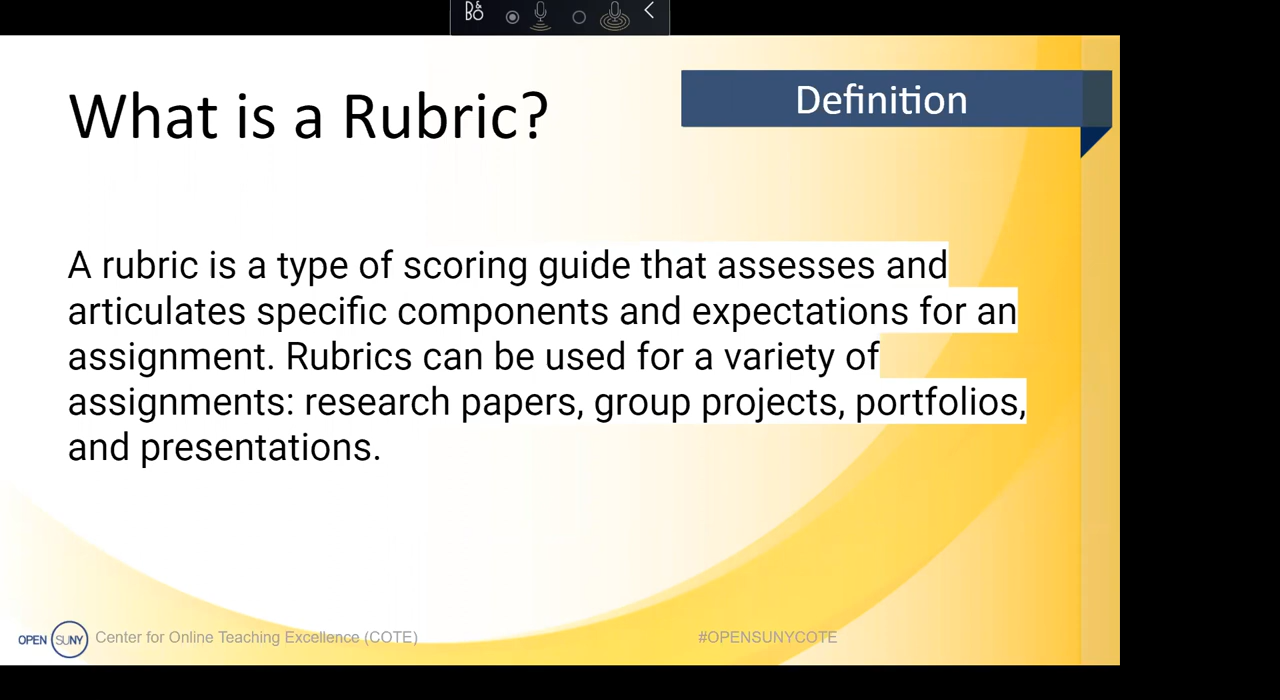 B&O
What is a Rubric?
Definition
A rubric is a type of scoring guide that assesses and
articulates specific components and expectations for an
assignment. Rubrics can be used for a variety of
assignments: research papers, group projects, portfolios,
and presentations.
OPEN SUNY Center for Online Teaching Excellence (COTE)
#OPENSUNYCOTE